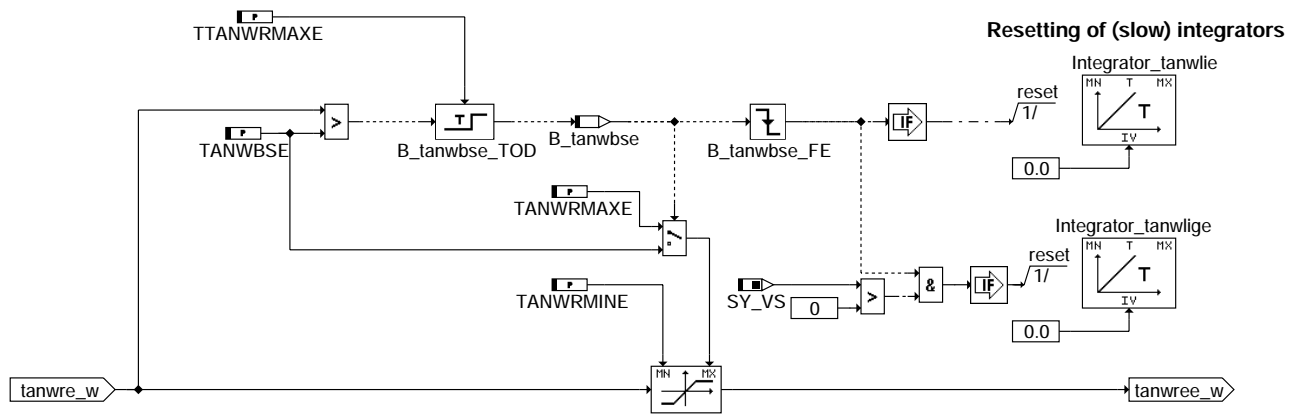 P
TTANWRMAXE
Resetting of (slow) integrators
Integrator_tanwlie
MN T MX
T
IV
reset
1/
0.0
>
P
TANWBSE
T
B_tanwbse_TOD
B_tanwbse
B_tanwbse_FE
IF
P
TANWRMAXE
Integrator_tanwlige
MN T MX
T
IV
reset
1/
0.0
P
TANWRMINE
SY_VS
0
>
&
IF
tanwre_w
MN MX
tanwree_w